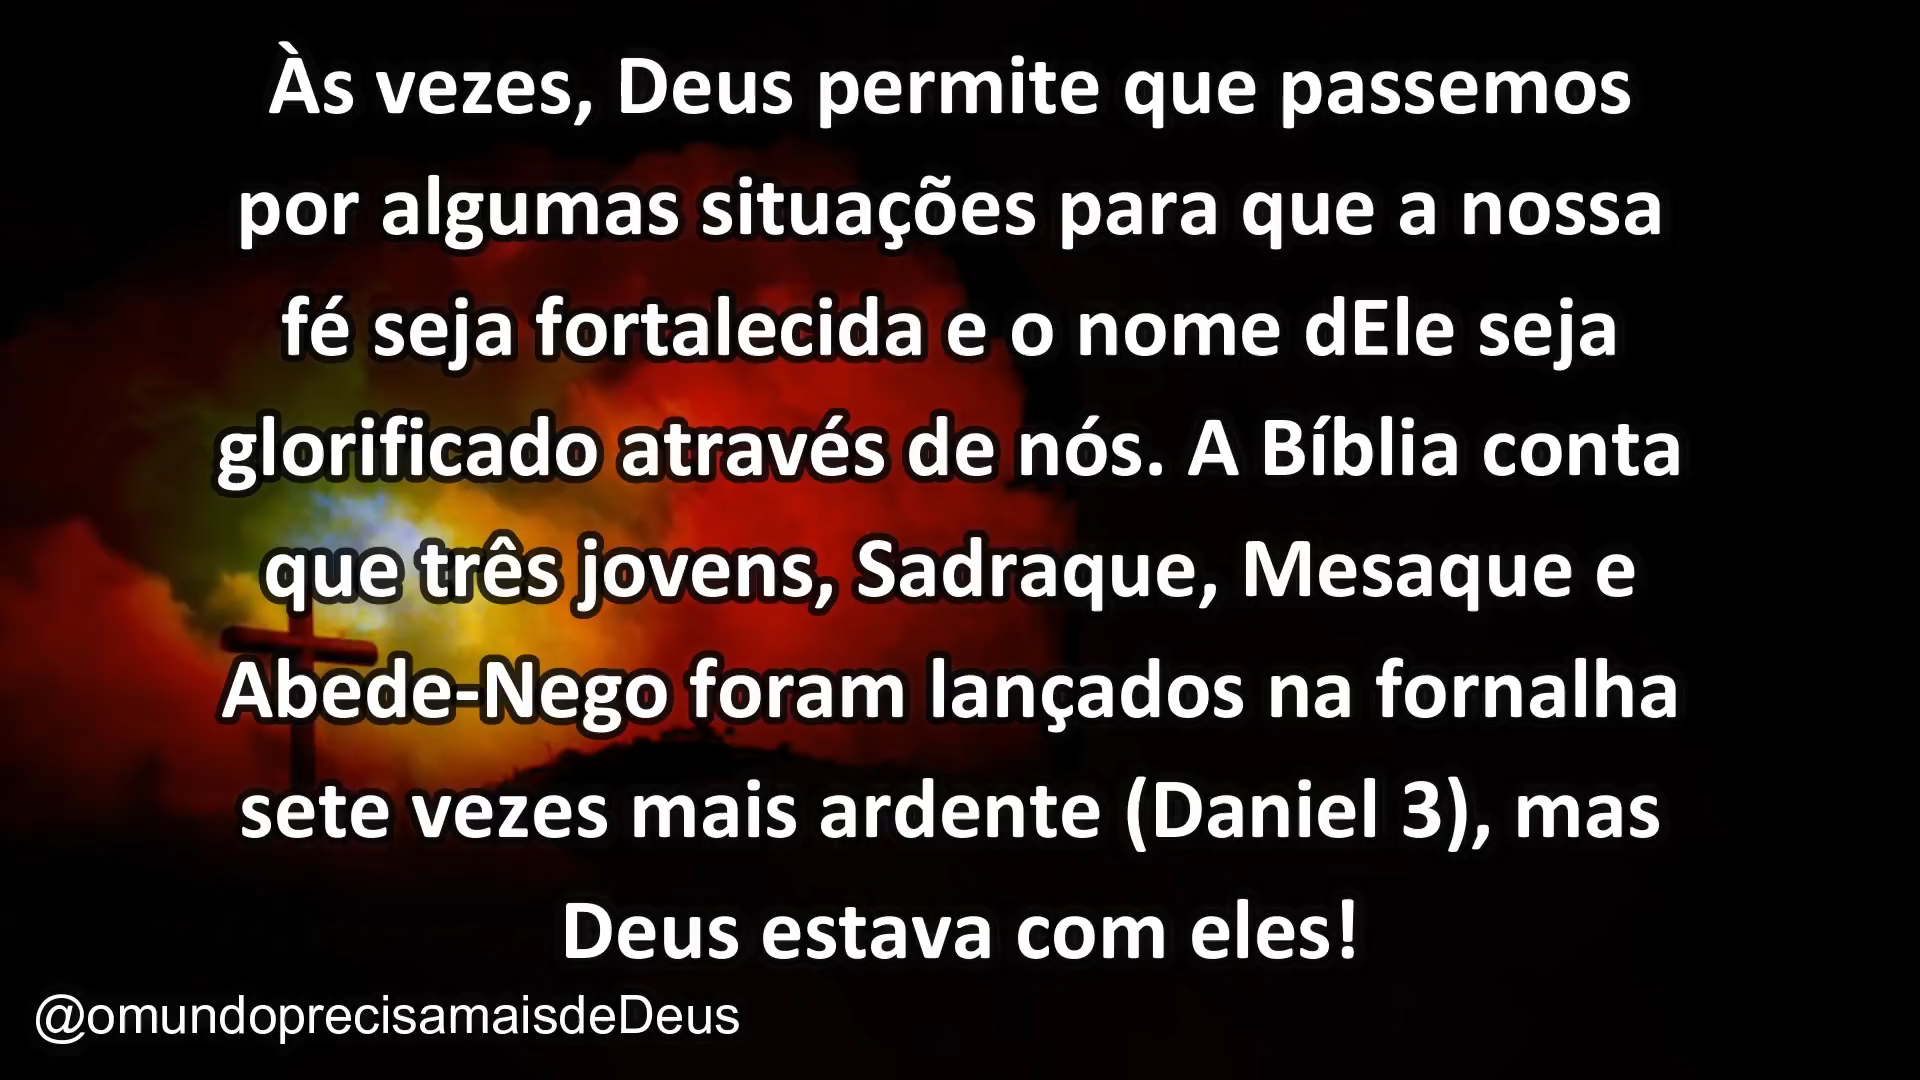 Às vezes, Deus permite que passemos
por algumas situações para que a nossa
fé seja fortalecida e o nome dEle seja
glorificado através de nós. A Bíblia conta
que três jovens, Sadraque, Mesaque e
Abede-Nego foram lançados na fornalha
sete vezes mais ardente (Daniel 3), mas
Deus estava com eles!
@omundoprecisamaisdeDeus